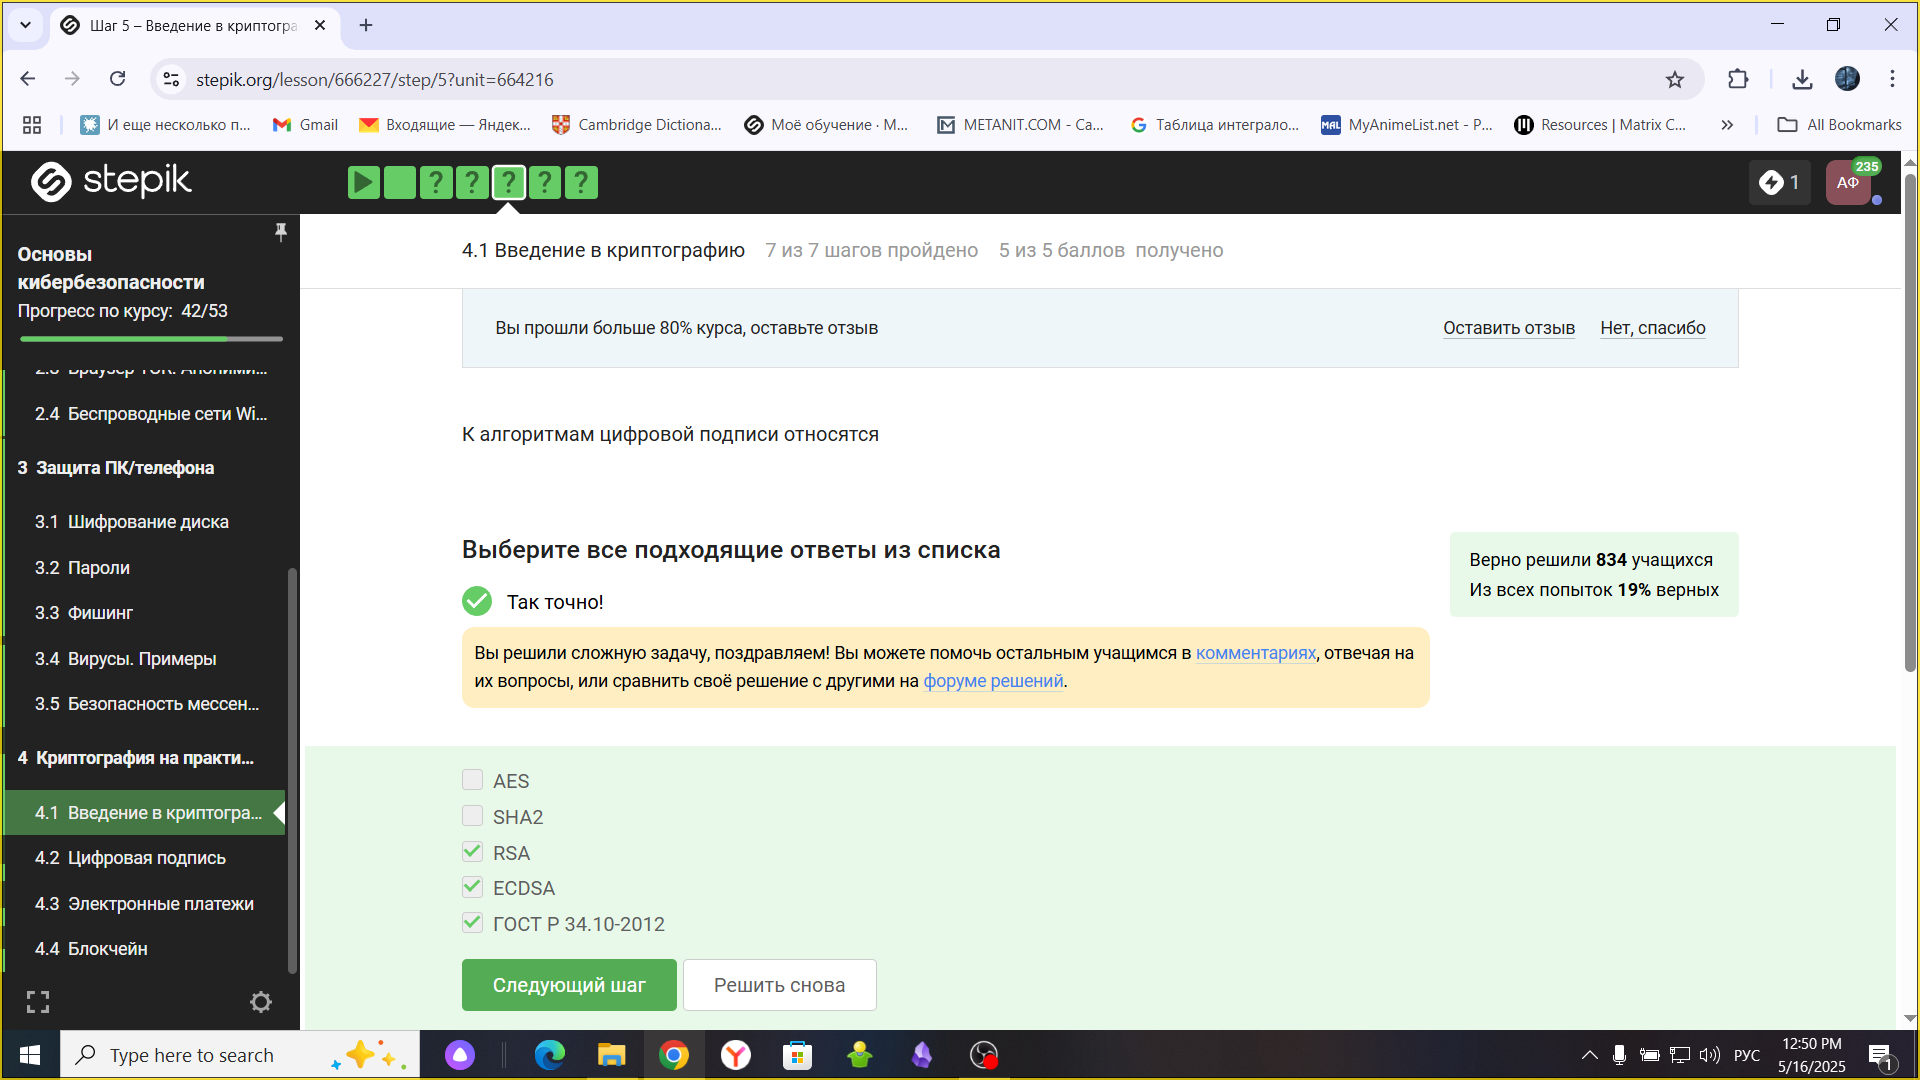 Шаг 5 – Введение в криптогра
stepik.org/lesson/666227/step/5?unit=664216
И еще несколько п...
Gmail
Входящие — Яндек...
Cambridge Dictiona...
Моё обучение · M...
METANIT.COM - Ca...
Таблица интеграло...
MAL
MyAnimeList.net - P...
Resources | Matrix C...
All Bookmarks
stepik
? ? ? ? ?
1
АФ
235
Основы
кибербезопасности
Прогресс по курсу: 42/53
2.4 Беспроводные сети Wi...
3 Защита ПК/телефона
3.1 Шифрование диска
3.2 Пароли
3.3 Фишинг
3.4 Вирусы. Примеры
3.5 Безопасность мессен...
4 Криптография на практи...
4.1 Введение в криптогра...
4.2 Цифровая подпись
4.3 Электронные платежи
4.4 Блокчейн
4.1 Введение в криптографию 7 из 7 шагов пройдено 5 из 5 баллов получено
Вы прошли больше 80% курса, оставьте отзыв
Оставить отзыв
Нет, спасибо
К алгоритмам цифровой подписи относятся
Выберите все подходящие ответы из списка
Верно решили 834 учащихся
Из всех попыток 19% верных
Так точно!
Вы решили сложную задачу, поздравляем! Вы можете помочь остальным учащимся в комментариях, отвечая на
их вопросы, или сравнить своё решение с другими на форуме решений.
AES
SHA2
RSA
ECDSA
ГОСТ Р 34.10-2012
Следующий шаг
Решить снова
Type here to search
РУС
12:50 PM
5/16/2025
1